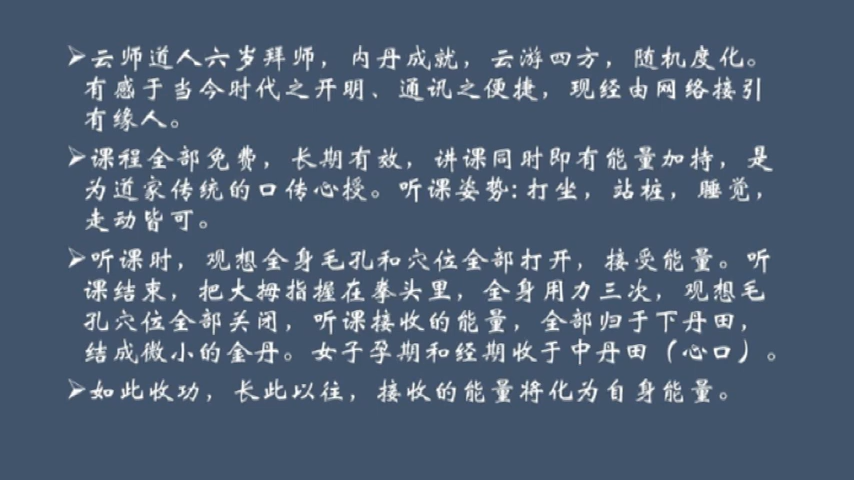 ➢云师道人六岁拜师，内丹成就，云游四方，随机度化。
有感于当今时代之开明、通讯之便捷，现经由网络接引
有缘人。
➢课程全部免费，长期有效，讲课同时即有能量加持，是
为道家传统的口传心授。听课姿势：打坐，站桩，睡觉，
走动皆可。
➢听课时，观想全身毛孔和穴位全部打开，接受能量。听
课结束，把大拇指握在拳头里，全身用力三次，观想毛
孔穴位全部关闭，听课接收的能量，全部归于下丹田，
结成微小的金丹。女子孕期和经期收于中丹田（心口）。
➢如此收功，长此以往，接收的能量将化为自身能量。